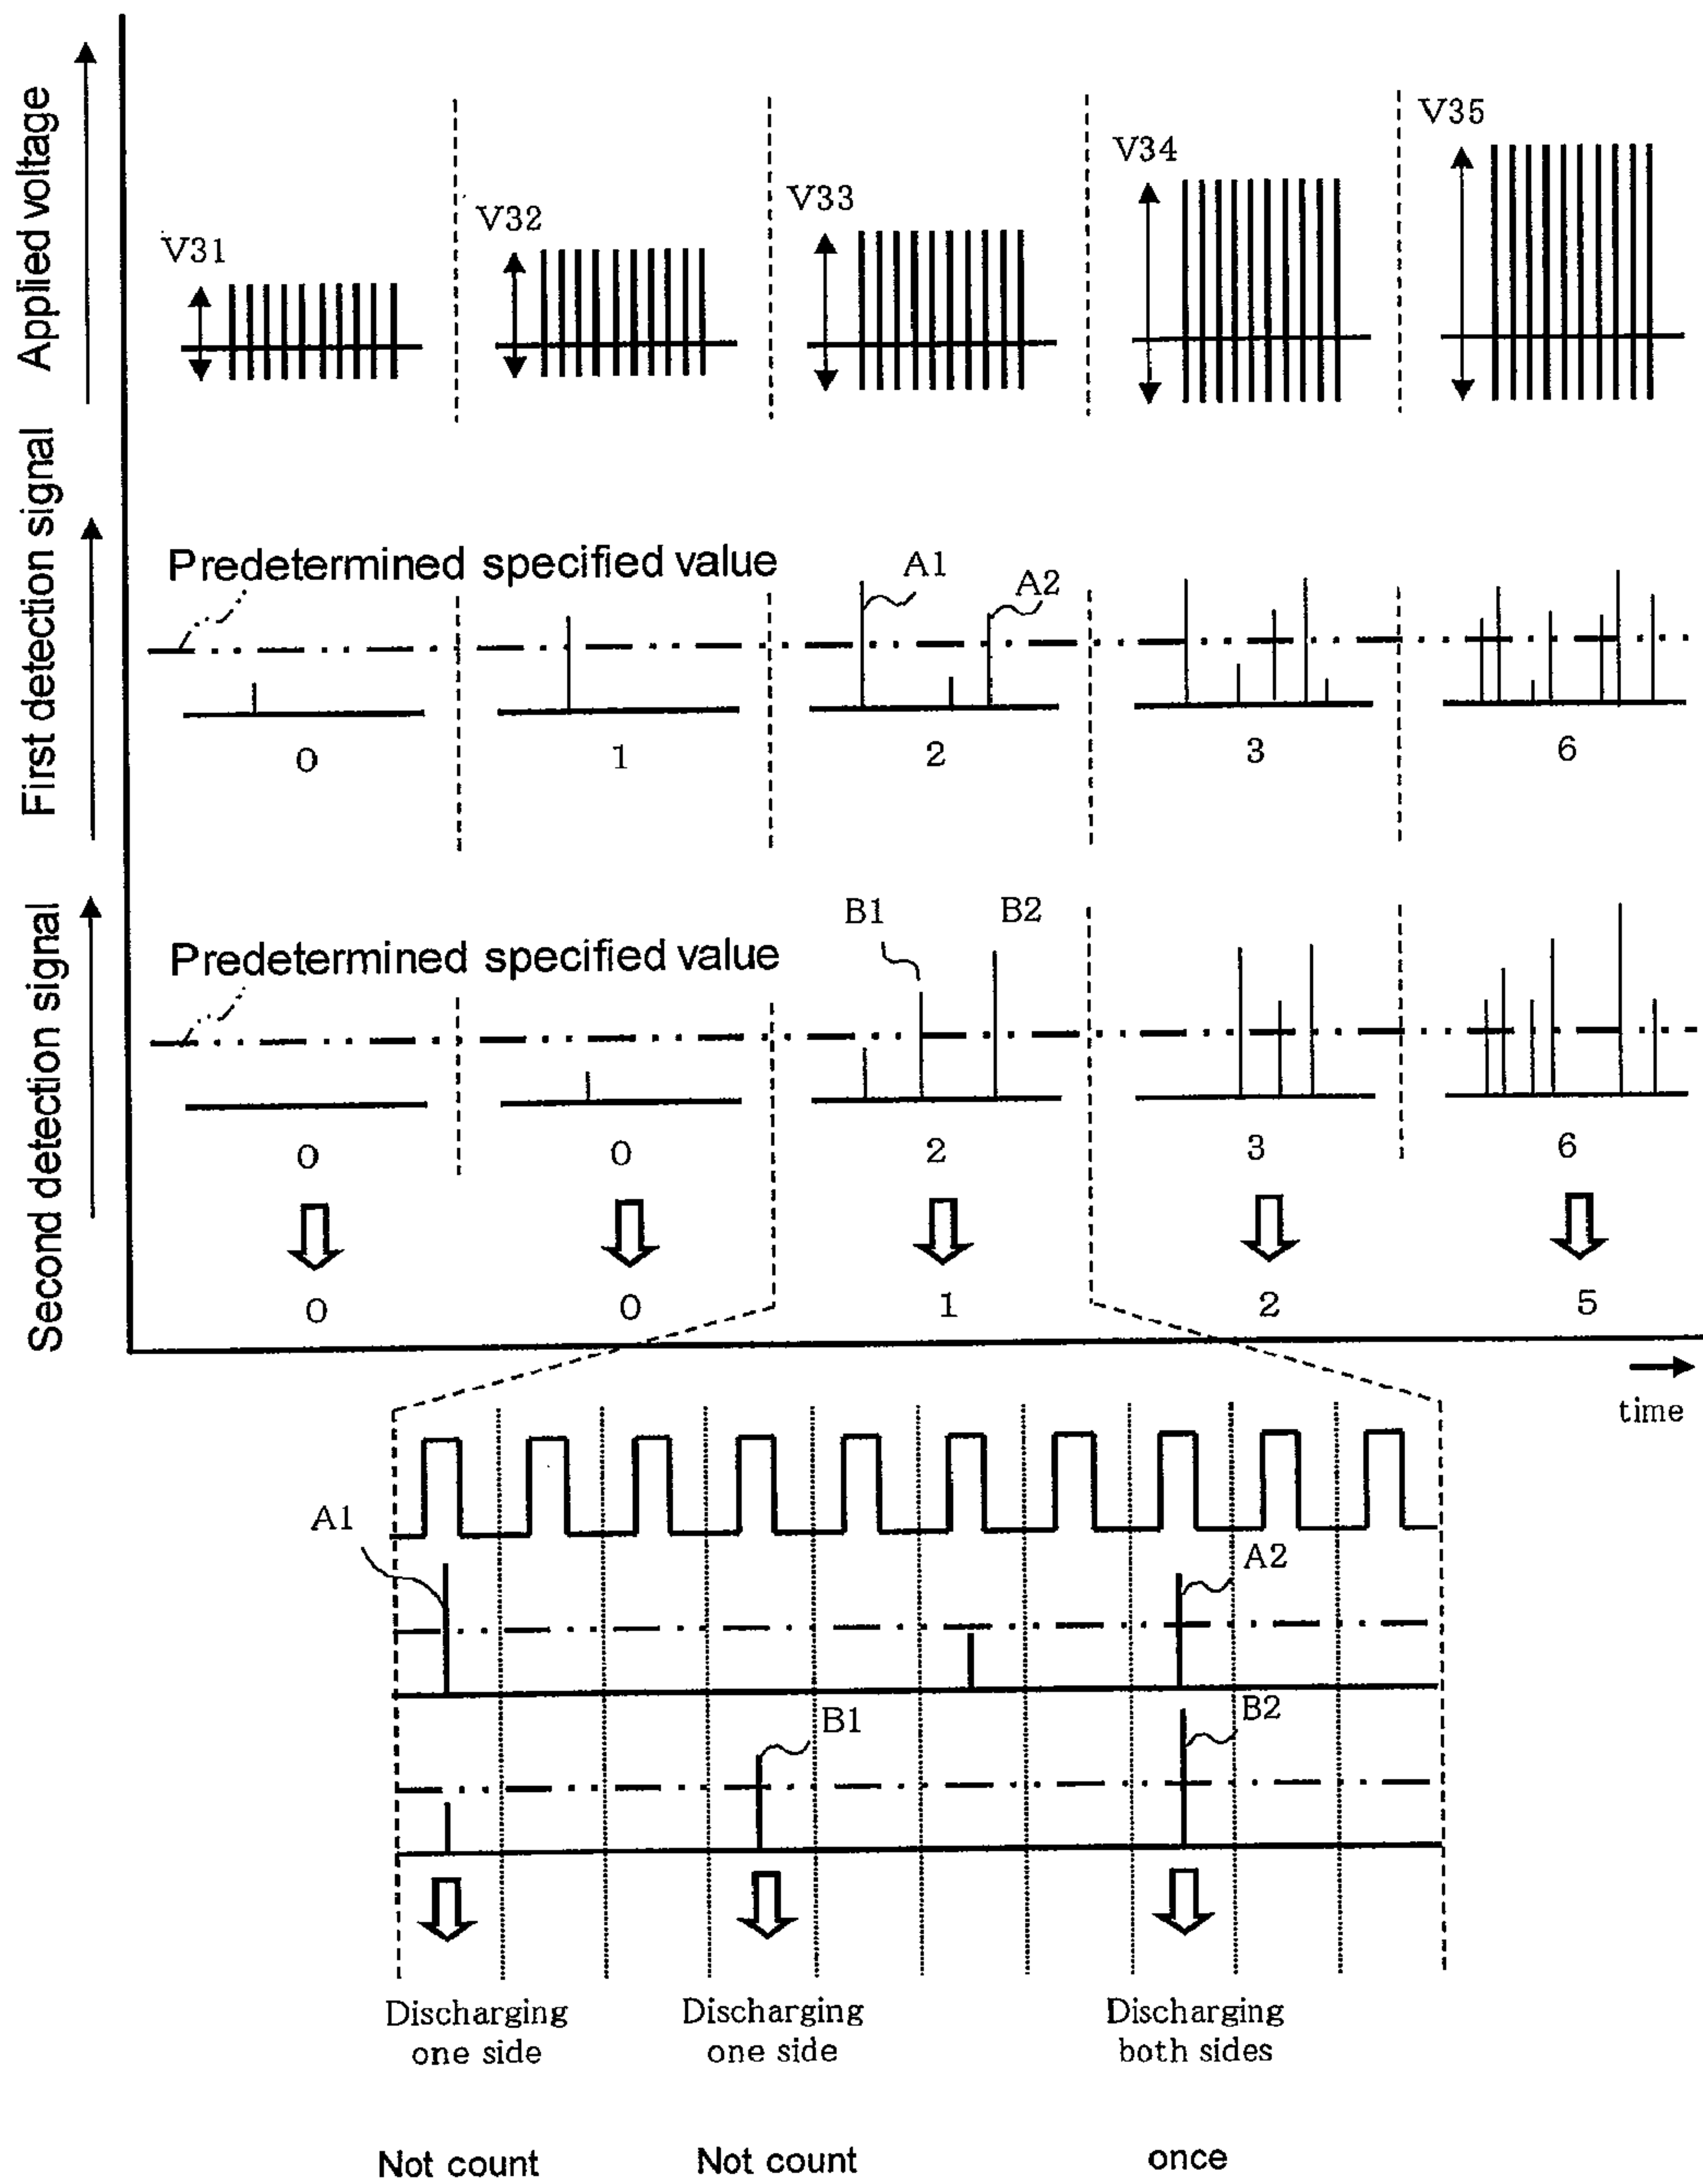 Applied voltage
V31
V32
V33
V34
V35
First detection signal
Predetermined specified value
A1
A2
0
1
2
3
6
Second detection signal
Predetermined specified value
B1
B2
0
0
2
3
6
0
0
1
2
5
time
A1
A2
B1
B2
Discharging
one side
Discharging
one side
Discharging
both sides
Not count
Not count
once